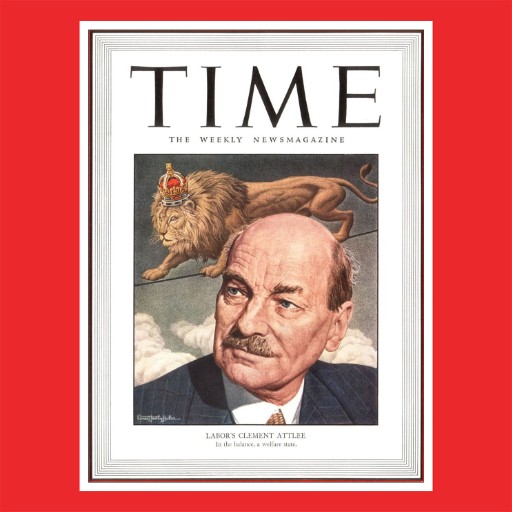 TIME
THE WEEKLY NEWSMAGAZINE
LABOR'S CLEMENT ATTLEE
In the balance, a welfare state.